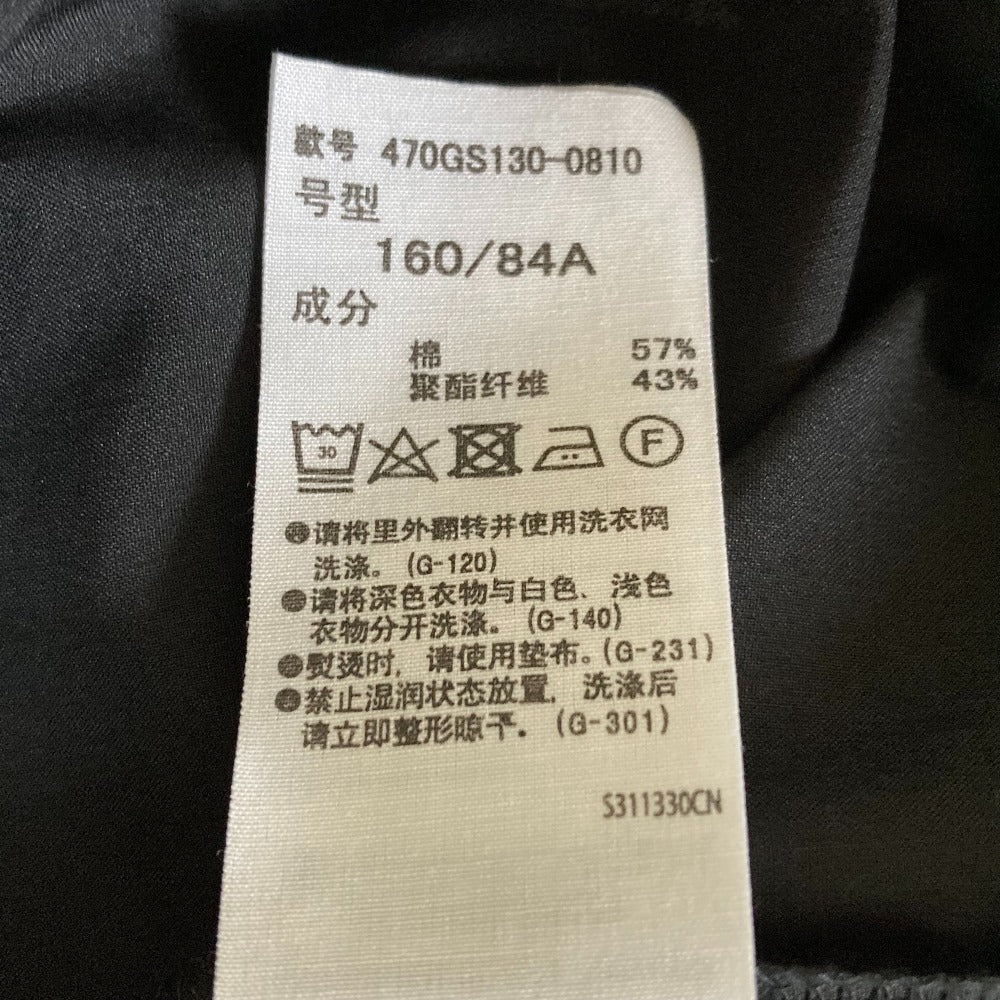 款号 470GS130-0810
号型
160/84A
成分
棉 57%
聚酯纤维 43%
30 F
●请将里外翻转并使用洗衣网
洗涤。(G-120)
●请将深色衣物与白色、浅色
衣物分开洗涤。(G-140)
●熨烫时，请使用垫布。(G-231)
●禁止湿润状态放置，洗涤后
请立即整形晾干。(G-301)
S311330CN